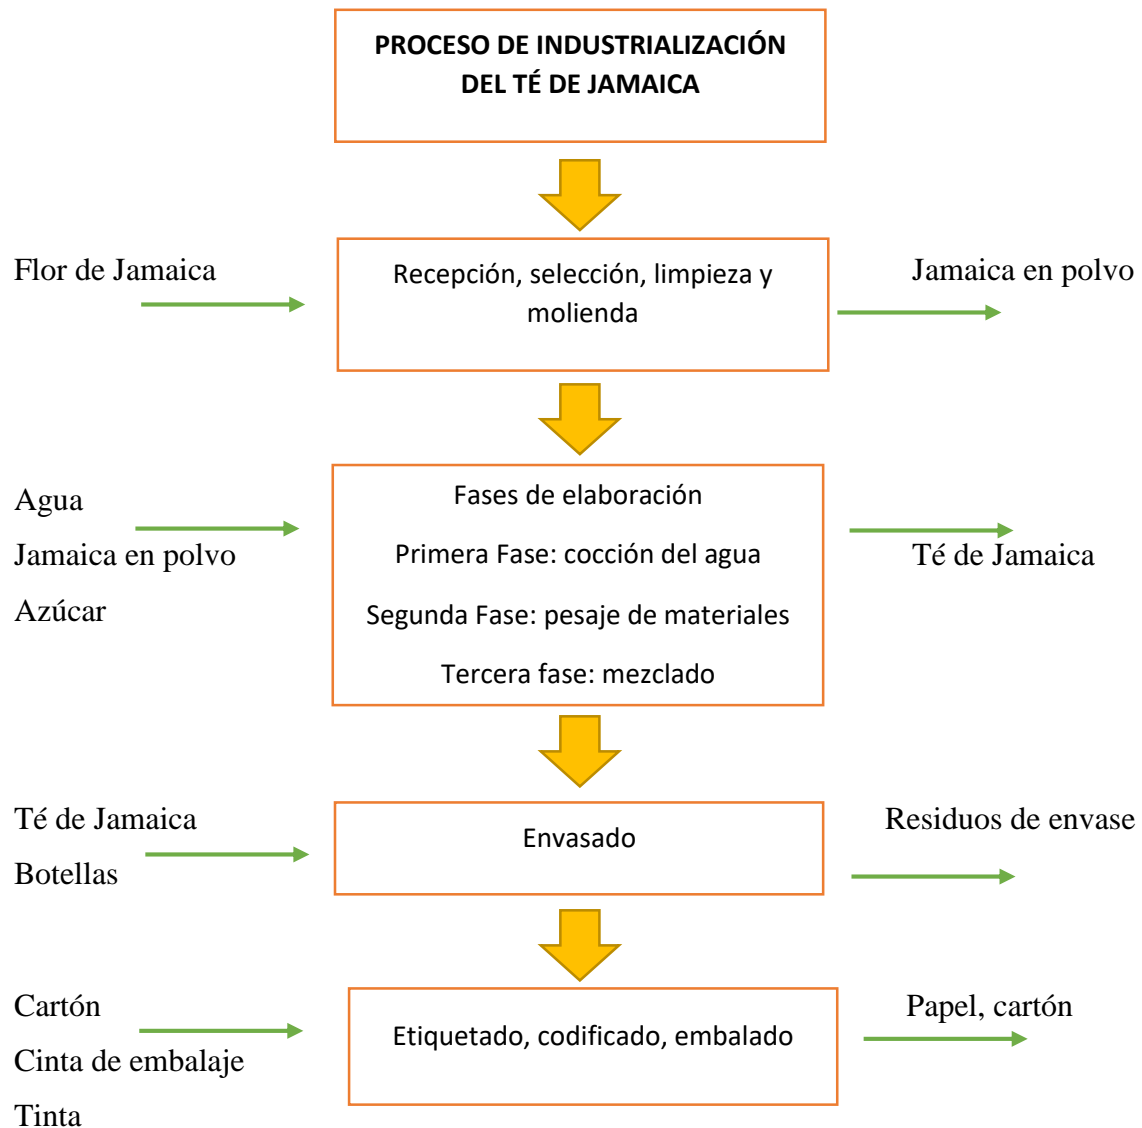 PROCESO DE INDUSTRIALIZACIÓN
DEL TÉ DE JAMAICA
Flor de Jamaica
Recepción, selección, limpieza y
molienda
Jamaica en polvo
Agua
Jamaica en polvo
Azúcar
Fases de elaboración
Primera Fase: cocción del agua
Segunda Fase: pesaje de materiales
Tercera fase: mezclado
Té de Jamaica
Té de Jamaica
Botellas
Envasado
Residuos de envase
Cartón
Cinta de embalaje
Tinta
Etiquetado, codificado, embalado
Papel, cartón